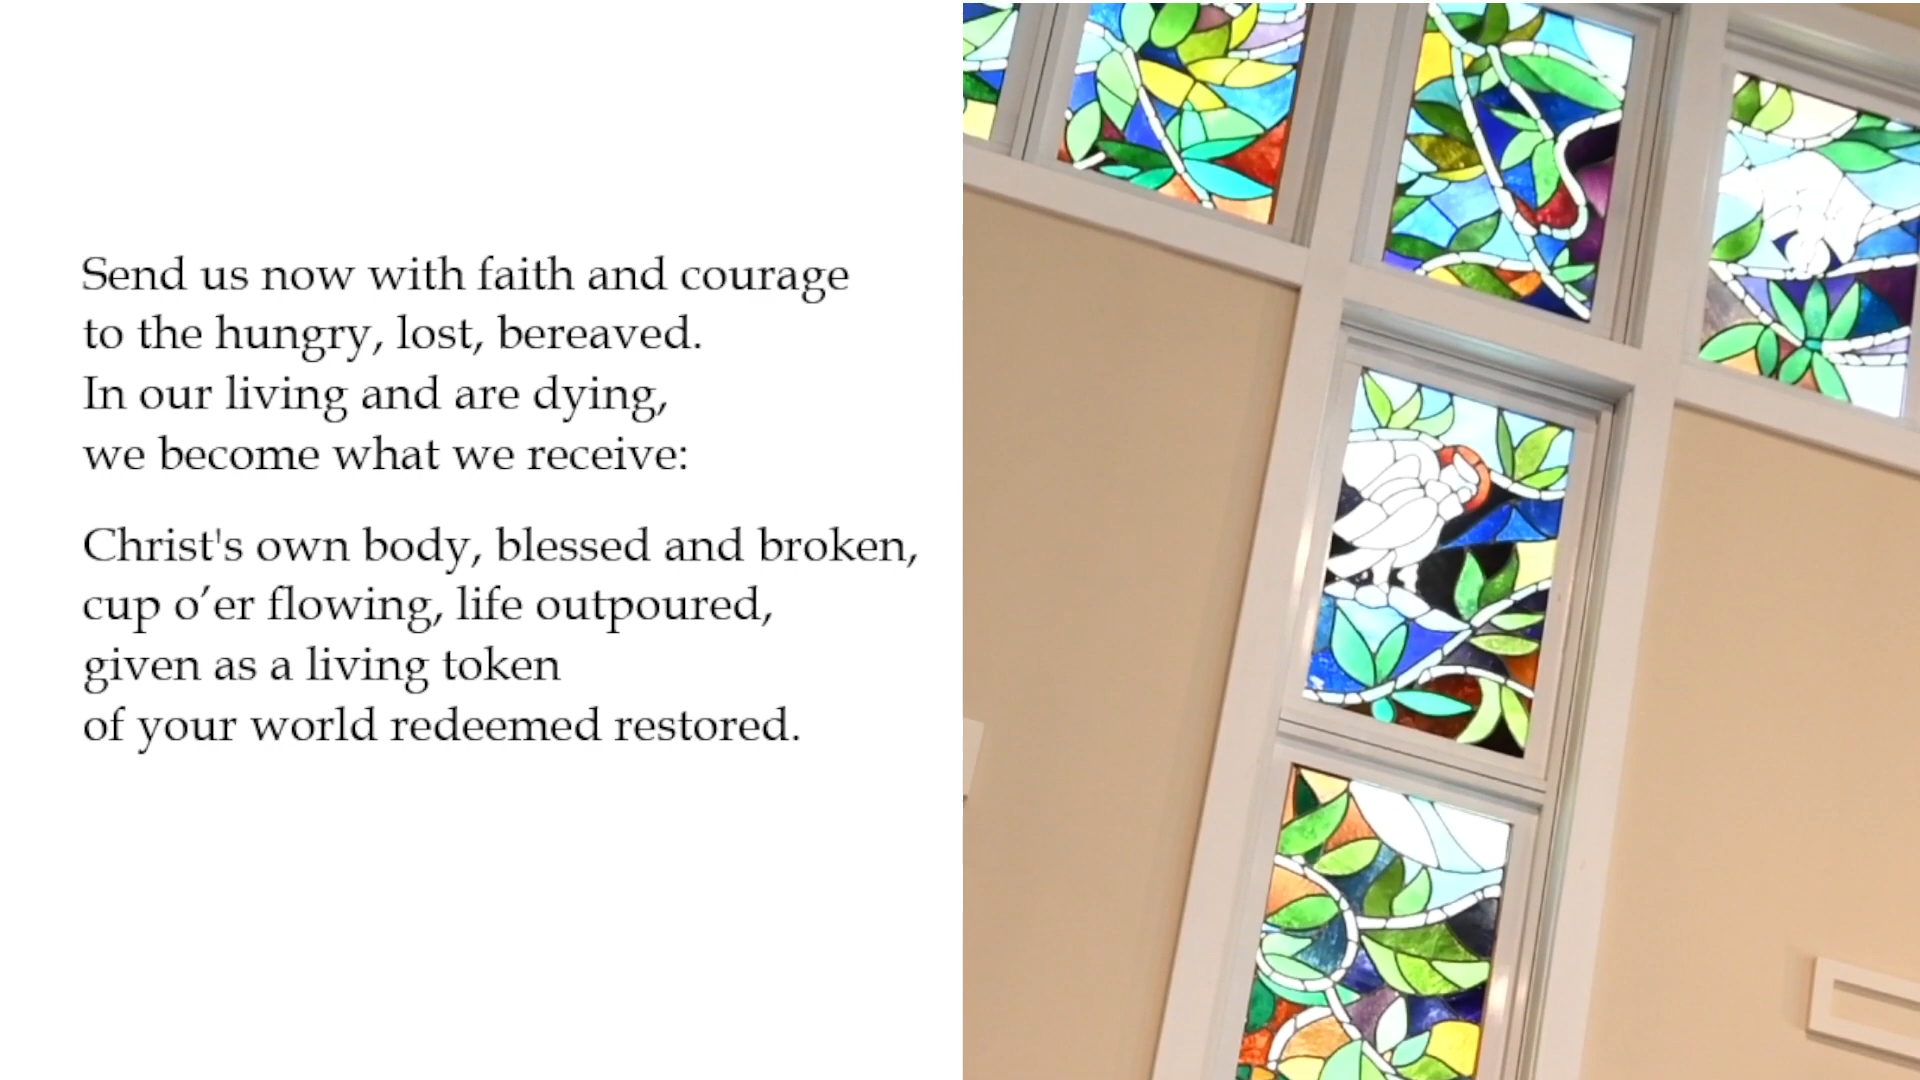 Send us now with faith and courage
to the hungry, lost, bereaved.
In our living and are dying,
we become what we receive:
Christ's own body, blessed and broken,
cup o’er flowing, life outpoured,
given as a living token
of your world redeemed restored.